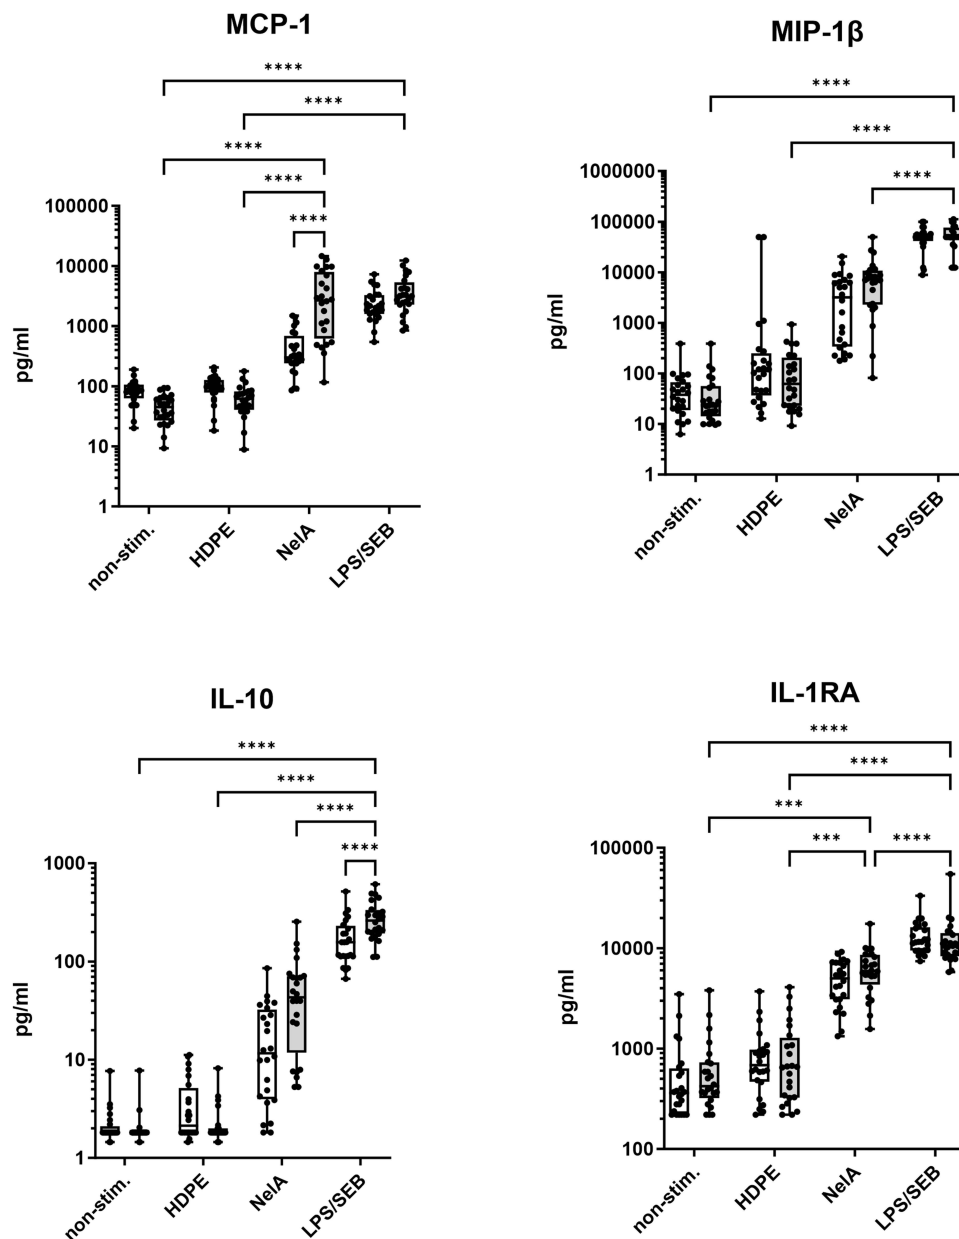 MCP-1
****
****
****
****
****
100000
10000
1000
100
10
1
pg/ml
non-stim.
HDPE
NelA
LPS/SEB
MIP-1β
****
****
****
1000000
100000
10000
1000
100
10
1
pg/ml
non-stim.
HDPE
NelA
LPS/SEB
IL-10
****
****
****
****
1000
100
10
1
pg/ml
non-stim.
HDPE
NelA
LPS/SEB
IL-1RA
****
****
***
***
****
100000
10000
1000
100
pg/ml
non-stim.
HDPE
NelA
LPS/SEB